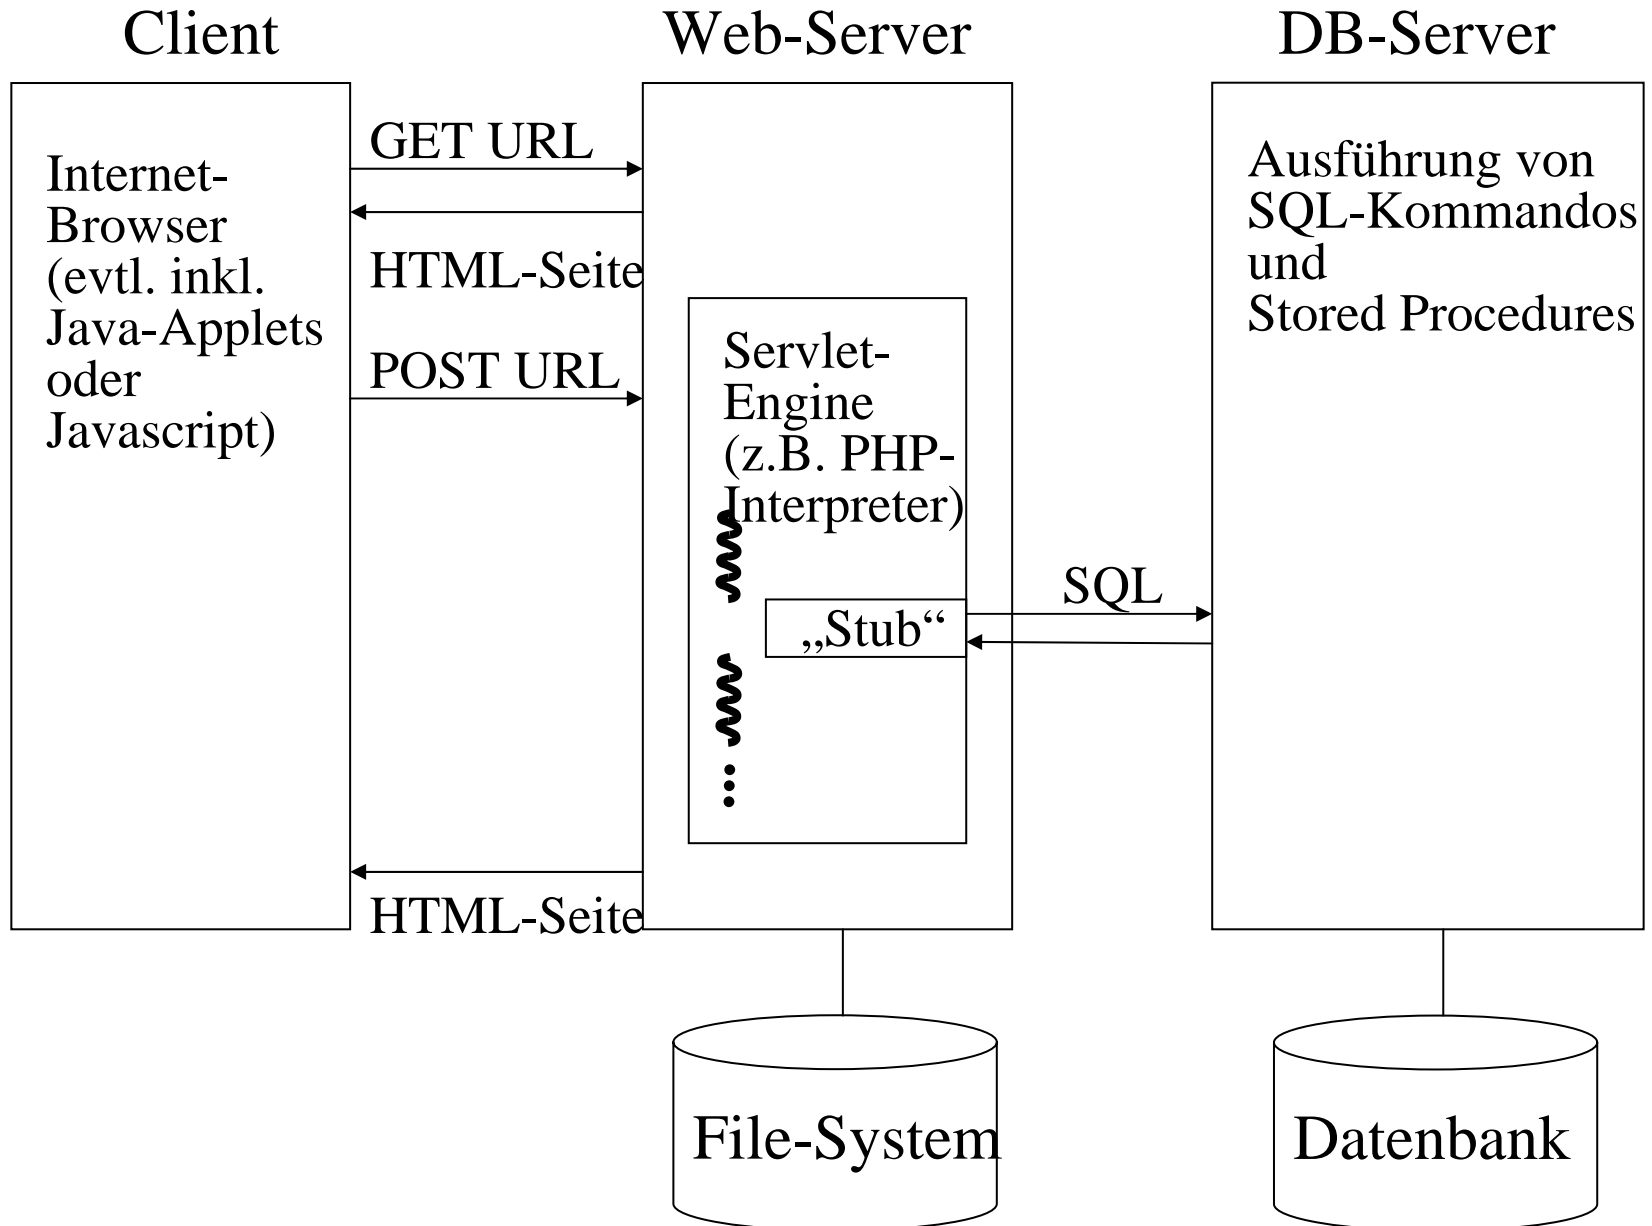 Client
Web-Server
DB-Server
Internet-
Browser
(evtl. inkl.
Java-Applets
oder
Javascript)
GET URL
HTML-Seite
POST URL
HTML-Seite
Servlet-
Engine
(z.B. PHP-
Interpreter)
„Stub“
SQL
Ausführung von
SQL-Kommandos
und
Stored Procedures
File-System
Datenbank